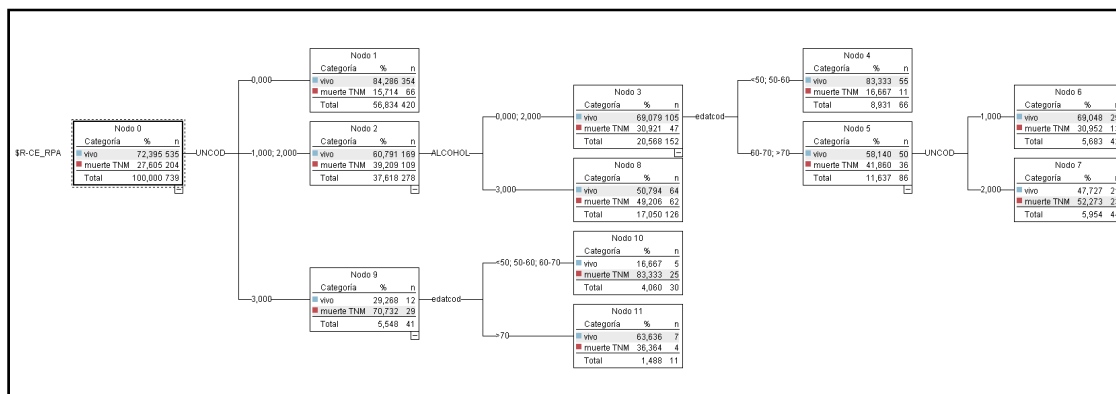 $R-CE_RPA
Nodo 0
Categoría % n
vivo 72,395 535
muerte TNM 27,605 204
Total 100,000 739
UNCOD
0,000
1,000; 2,000
3,000
Nodo 1
Categoría % n
vivo 84,286 354
muerte TNM 15,714 66
Total 56,834 420
Nodo 2
Categoría % n
vivo 60,791 169
muerte TNM 39,209 109
Total 37,618 278
ALCOHOL
0,000; 2,000
3,000
Nodo 9
Categoría % n
vivo 29,268 12
muerte TNM 70,732 29
Total 5,548 41
edatcod
<50; 50-60; 60-70
>70
Nodo 3
Categoría % n
vivo 69,079 105
muerte TNM 30,921 47
Total 20,568 152
edatcod
<50; 50-60
60-70; >70
Nodo 8
Categoría % n
vivo 50,794 64
muerte TNM 49,206 62
Total 17,050 126
Nodo 10
Categoría % n
vivo 16,667 5
muerte TNM 83,333 25
Total 4,060 30
Nodo 11
Categoría % n
vivo 63,636 7
muerte TNM 36,364 4
Total 1,488 11
Nodo 4
Categoría % n
vivo 83,333 55
muerte TNM 16,667 11
Total 8,931 66
Nodo 5
Categoría % n
vivo 58,140 50
muerte TNM 41,860 36
Total 11,637 86
UNCOD
1,000
2,000
Nodo 6
Categoría %
vivo 69,048
muerte TNM 30,952
Total 5,683
Nodo 7
Categoría %
vivo 47,727
muerte TNM 52,273
Total 5,954